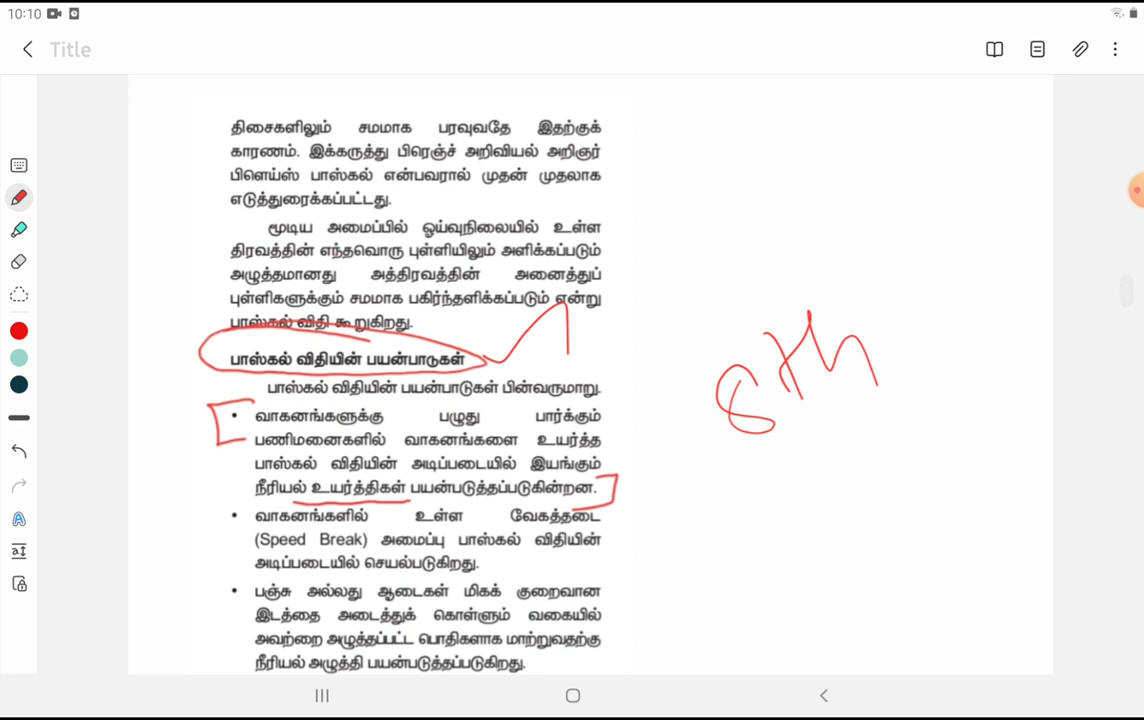 10:10
Title
திசைகளிலும் சமமாக பரவுவதே இதற்குக்
காரணம். இக்கருத்து பிரெஞ்ச் அறிவியல் அறிஞர்
பிளெய்ஸ் பாஸ்கல் என்பவரால் முதன் முதலாக
எடுத்துரைக்கப்பட்டது.
மூடிய அமைப்பில் ஓய்வுநிலையில் உள்ள
திரவத்தின் எந்தவொரு புள்ளியிலும் அளிக்கப்படும்
அழுத்தமானது அத்திரவத்தின் அனைத்துப்
புள்ளிகளுக்கும் சமமாக பகிர்ந்தளிக்கப்படும் என்று
பாஸ்கல் விதி கூறுகிறது.
பாஸ்கல் விதியின் பயன்பாடுகள்
பாஸ்கல் விதியின் பயன்பாடுகள் பின்வருமாறு.
8th
• வாகனங்களுக்கு பழுது பார்க்கும்
பணிமனைகளில் வாகனங்களை உயர்த்த
பாஸ்கல் விதியின் அடிப்படையில் இயங்கும்
நீரியல் உயர்த்திகள் பயன்படுத்தப்படுகின்றன.
• வாகனங்களில் உள்ள வேகத்தடை
(Speed Break) அமைப்பு பாஸ்கல் விதியின்
அடிப்படையில் செயல்படுகிறது.
• பஞ்சு அல்லது ஆடைகள் மிகக் குறைவான
இடத்தை அடைத்துக் கொள்ளும் வகையில்
அவற்றை அழுத்தப்பட்ட பொதிகளாக மாற்றுவதற்கு
நீரியல் அழுத்தி பயன்படுத்தப்படுகிறது.